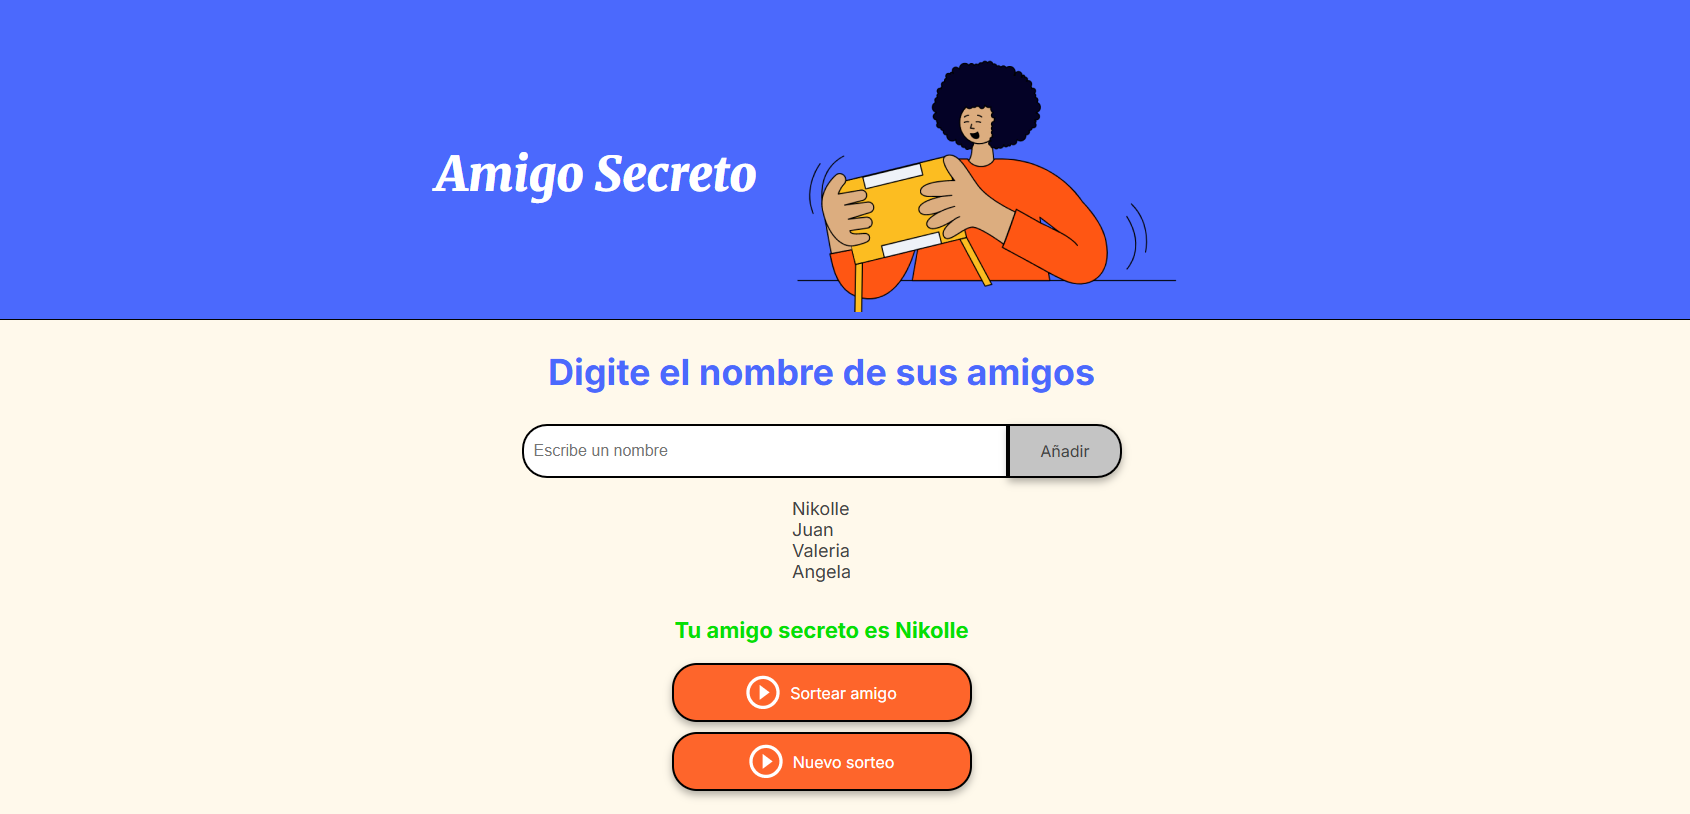 Amigo Secreto
Digite el nombre de sus amigos
Escribe un nombre
Añadir
Nikolle
Juan
Valeria
Angela
Tu amigo secreto es Nikolle
Sortear amigo
Nuevo sorteo